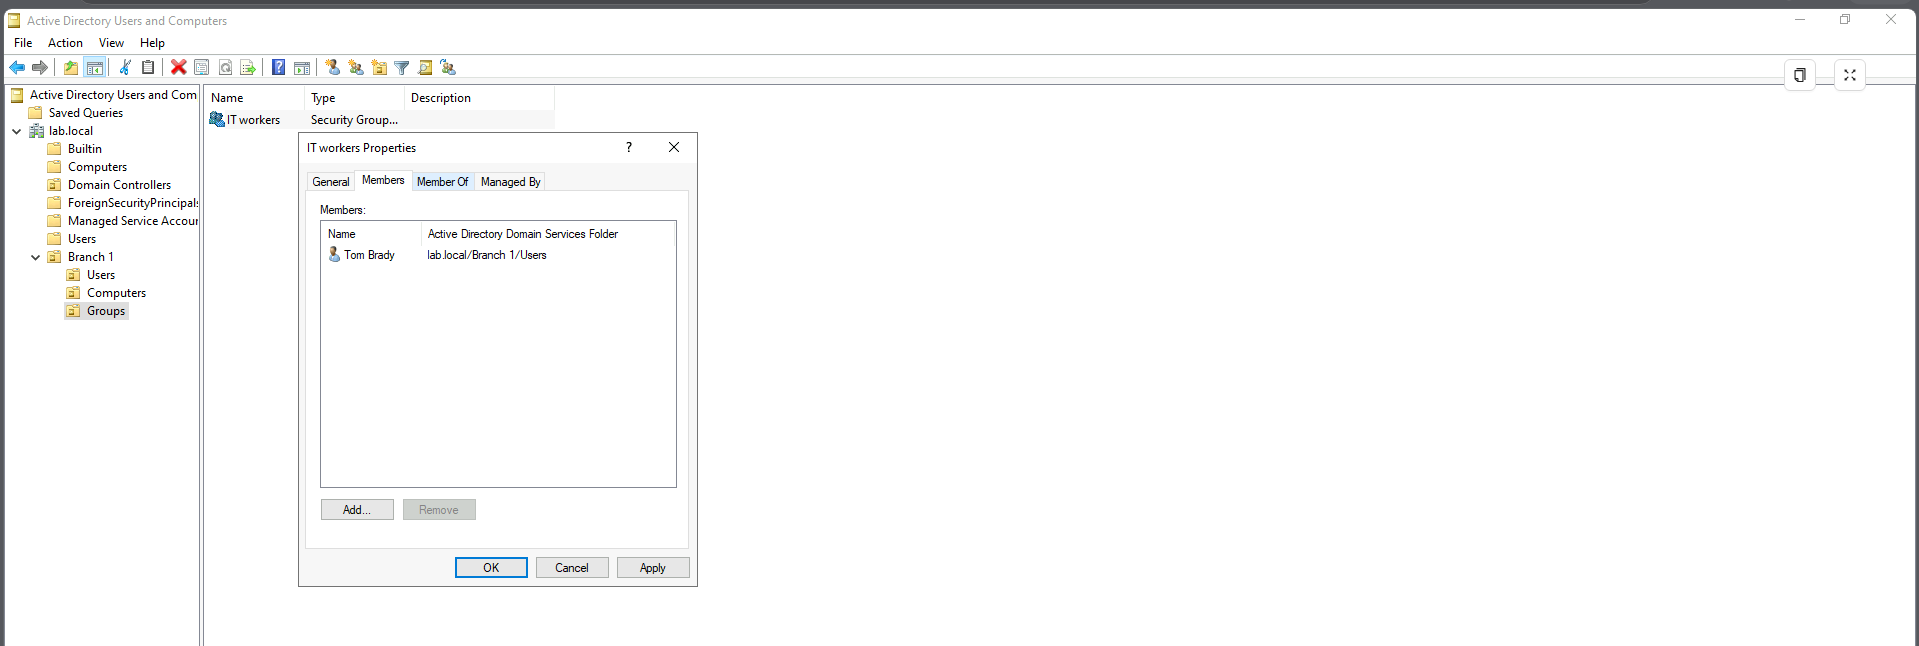 Active Directory Users and Computers
File Action View Help
Active Directory Users and Com
Saved Queries
lab.local
Builtin
Computers
Domain Controllers
ForeignSecurityPrincipals
Managed Service Accour
Users
Branch 1
Users
Computers
Groups
Name Type Description
IT workers Security Group...
IT workers Properties
General Members Member Of Managed By
Members:
Name Active Directory Domain Services Folder
Tom Brady lab.local/Branch 1/Users
Add... Remove
OK Cancel Apply